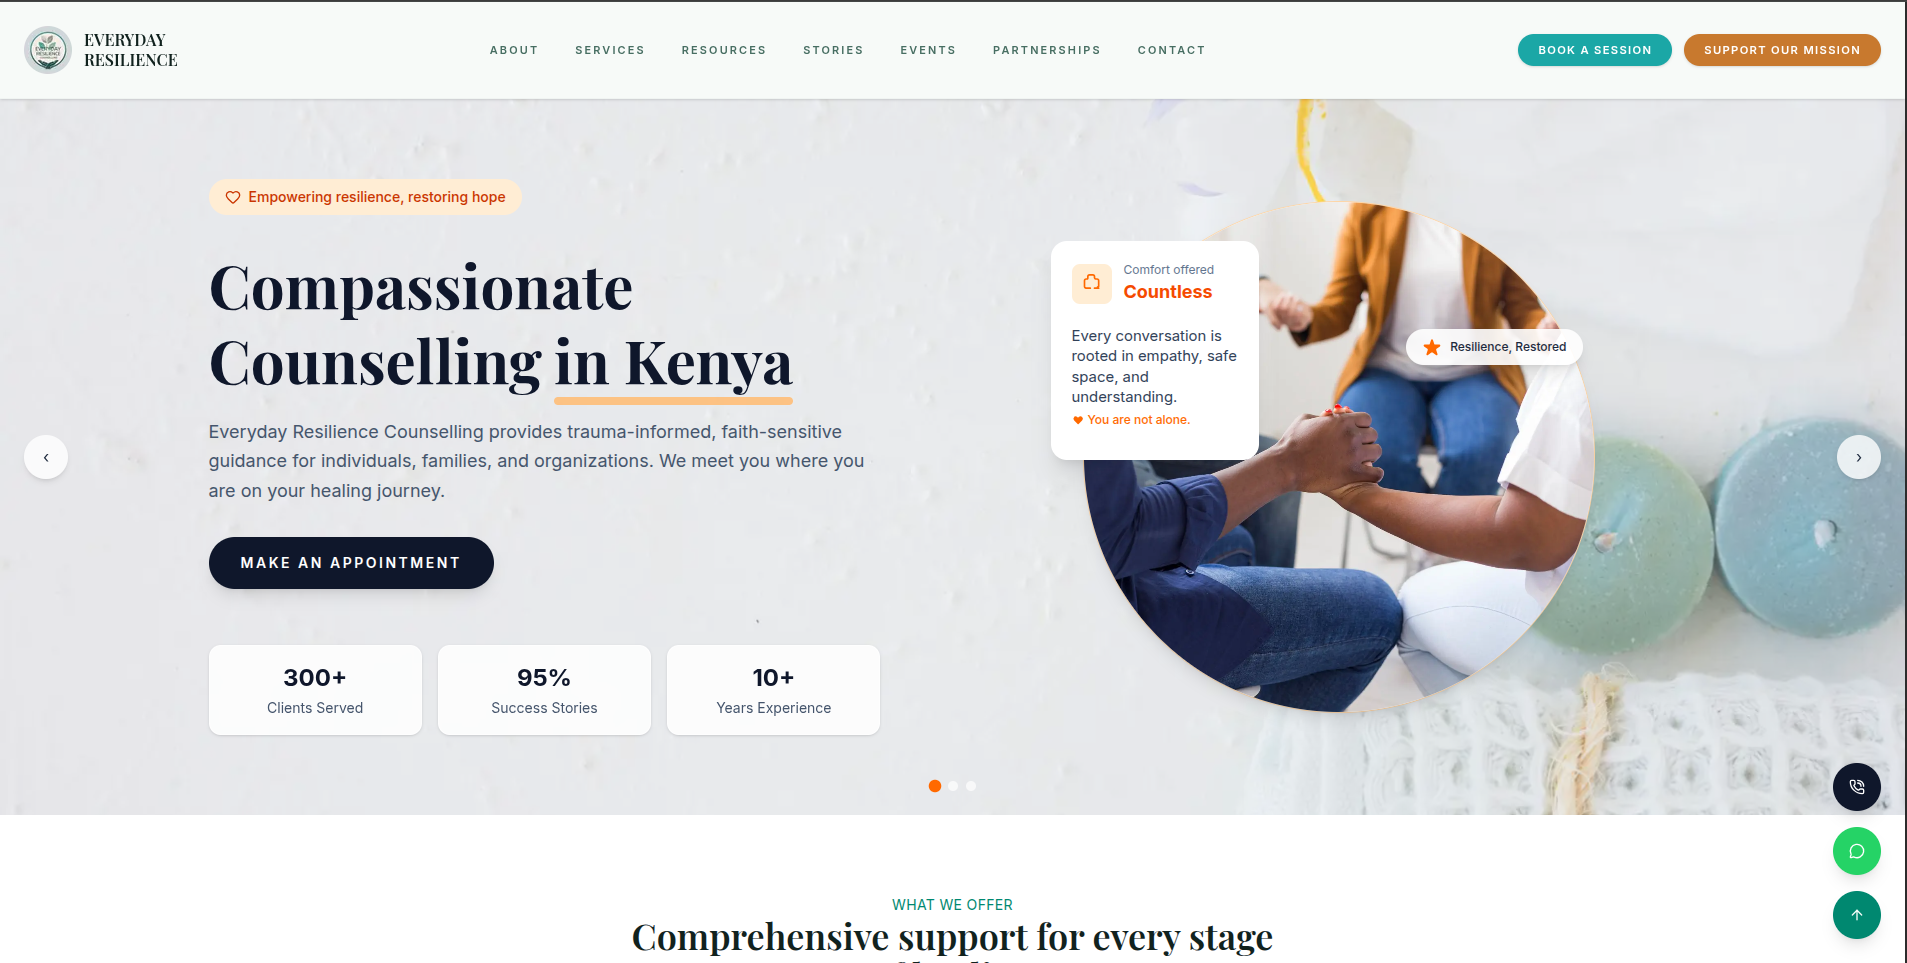 EVERYDAY
RESILIENCE
ABOUT
SERVICES
RESOURCES
STORIES
EVENTS
PARTNERSHIPS
CONTACT
BOOK A SESSION
SUPPORT OUR MISSION
Empowering resilience, restoring hope
Compassionate
Counselling in Kenya
Everyday Resilience Counselling provides trauma-informed, faith-sensitive
guidance for individuals, families, and organizations. We meet you where you
are on your healing journey.
MAKE AN APPOINTMENT
300+
Clients Served
95%
Success Stories
10+
Years Experience
Comfort offered
Countless
Every conversation is
rooted in empathy, safe
space, and
understanding.
You are not alone.
Resilience, Restored
WHAT WE OFFER
Comprehensive support for every stage